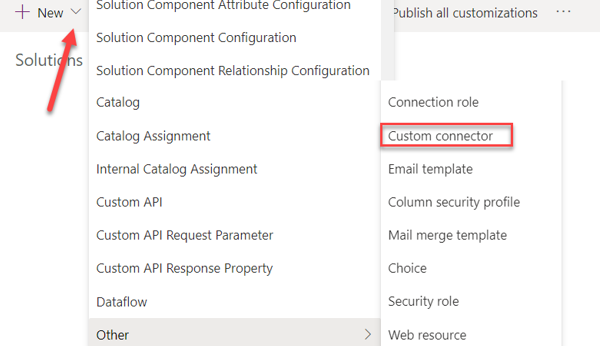 Solution Component Attribute Configuration
+ New
Publish all customizations ...
Solutions
Solution Component Configuration
Solution Component Relationship Configuration
Catalog
Catalog Assignment
Internal Catalog Assignment
Custom API
Custom API Request Parameter
Custom API Response Property
Dataflow
Other
Connection role
Custom connector
Email template
Column security profile
Mail merge template
Choice
Security role
Web resource